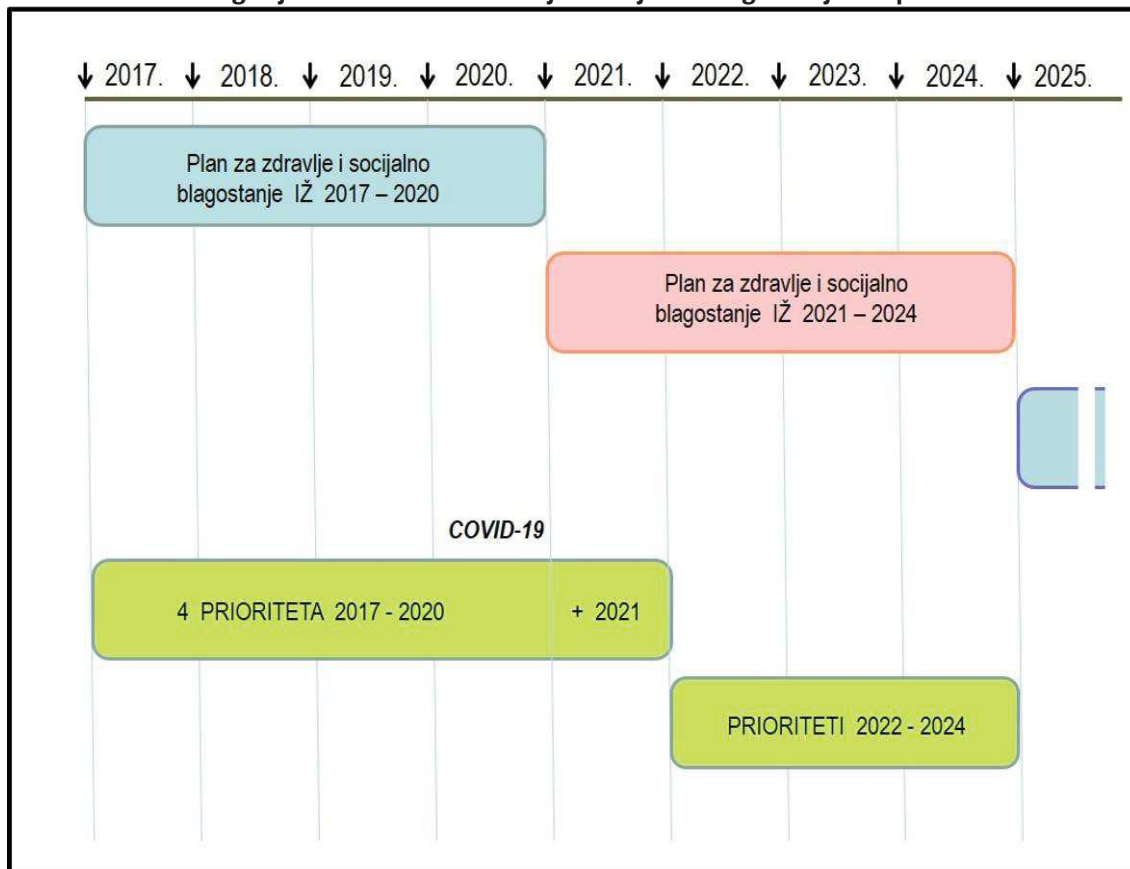 2017. 2018. 2019. 2020. 2021. 2022. 2023. 2024. 2025.
Plan za zdravlje i socijalno
blagostanje IŽ 2017 – 2020
Plan za zdravlje i socijalno
blagostanje IŽ 2021 – 2024
COVID-19
4 PRIORITETA 2017 - 2020 + 2021
PRIORITETI 2022 - 2024